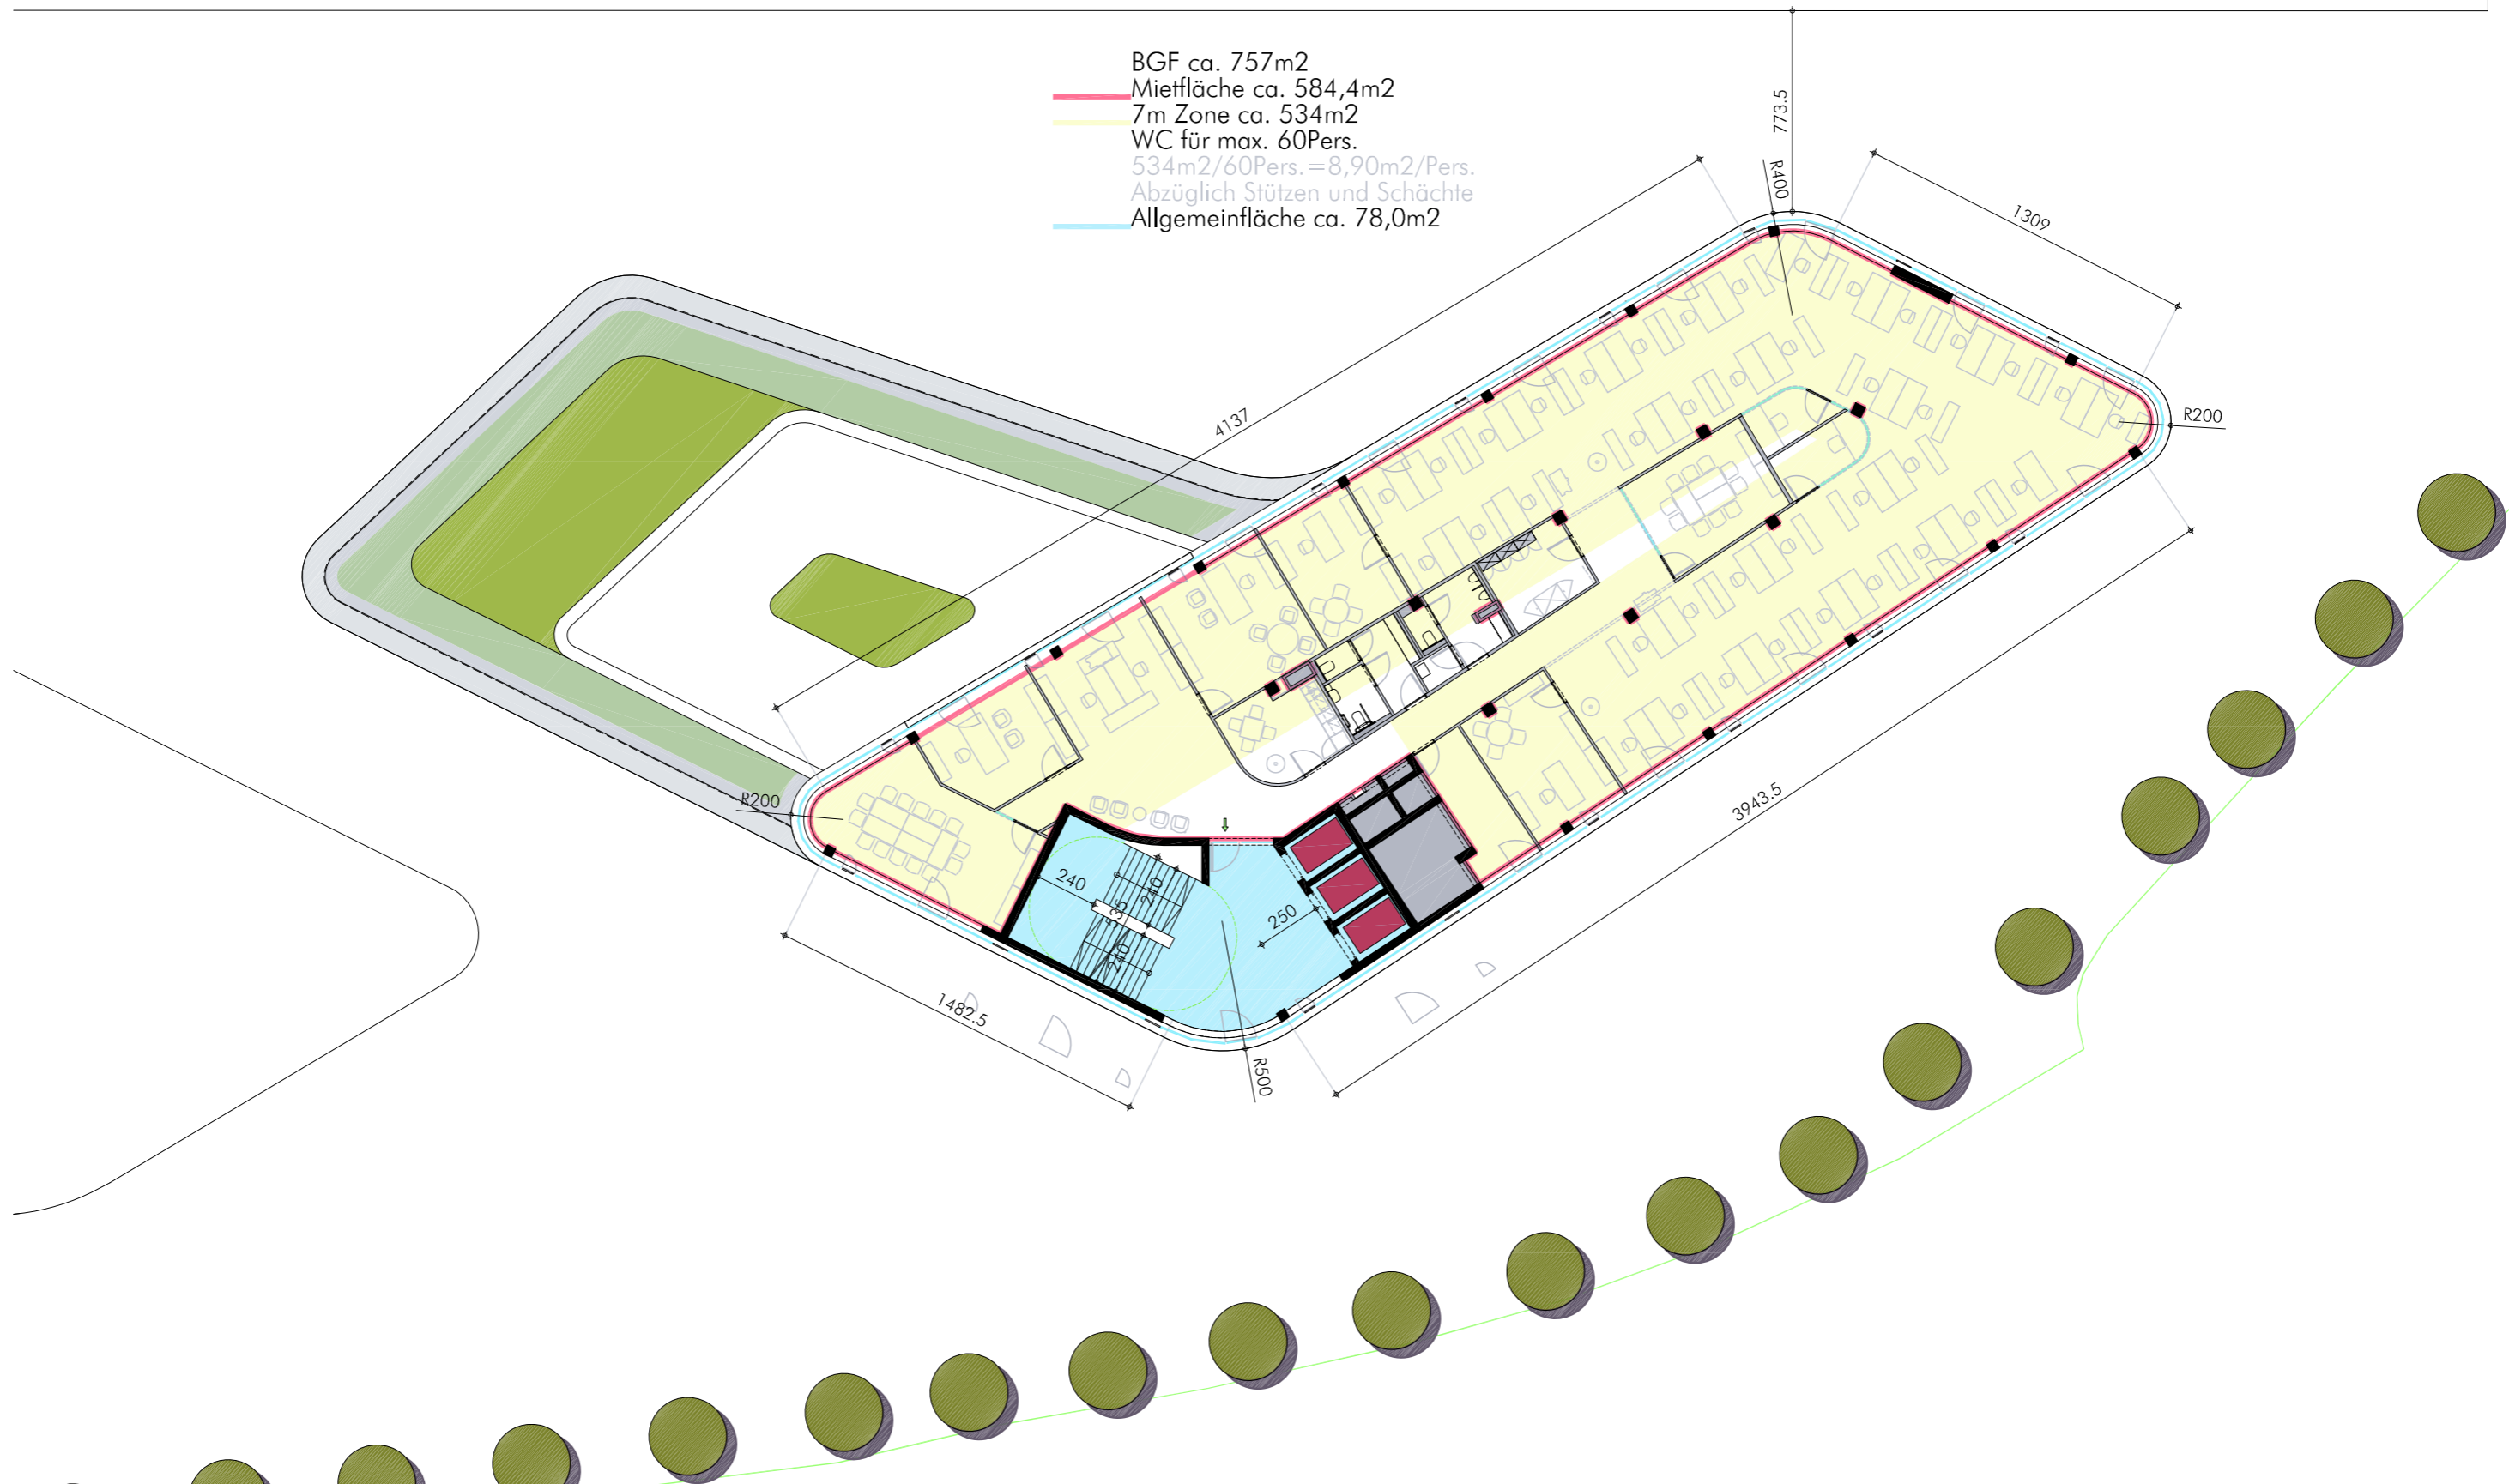 BGF ca. 757m2
Mietfläche ca. 584,4m2
7m Zone ca. 534m2
WC für max. 60Pers.
534m2/60Pers.=8,90m2/Pers.
Abzüglich Stützen und Schächte
Allgemeinfläche ca. 78,0m2
773.5
R400
1309
4137
R200
R200
3943.5
240
240
535
240
250
1482.5
R500